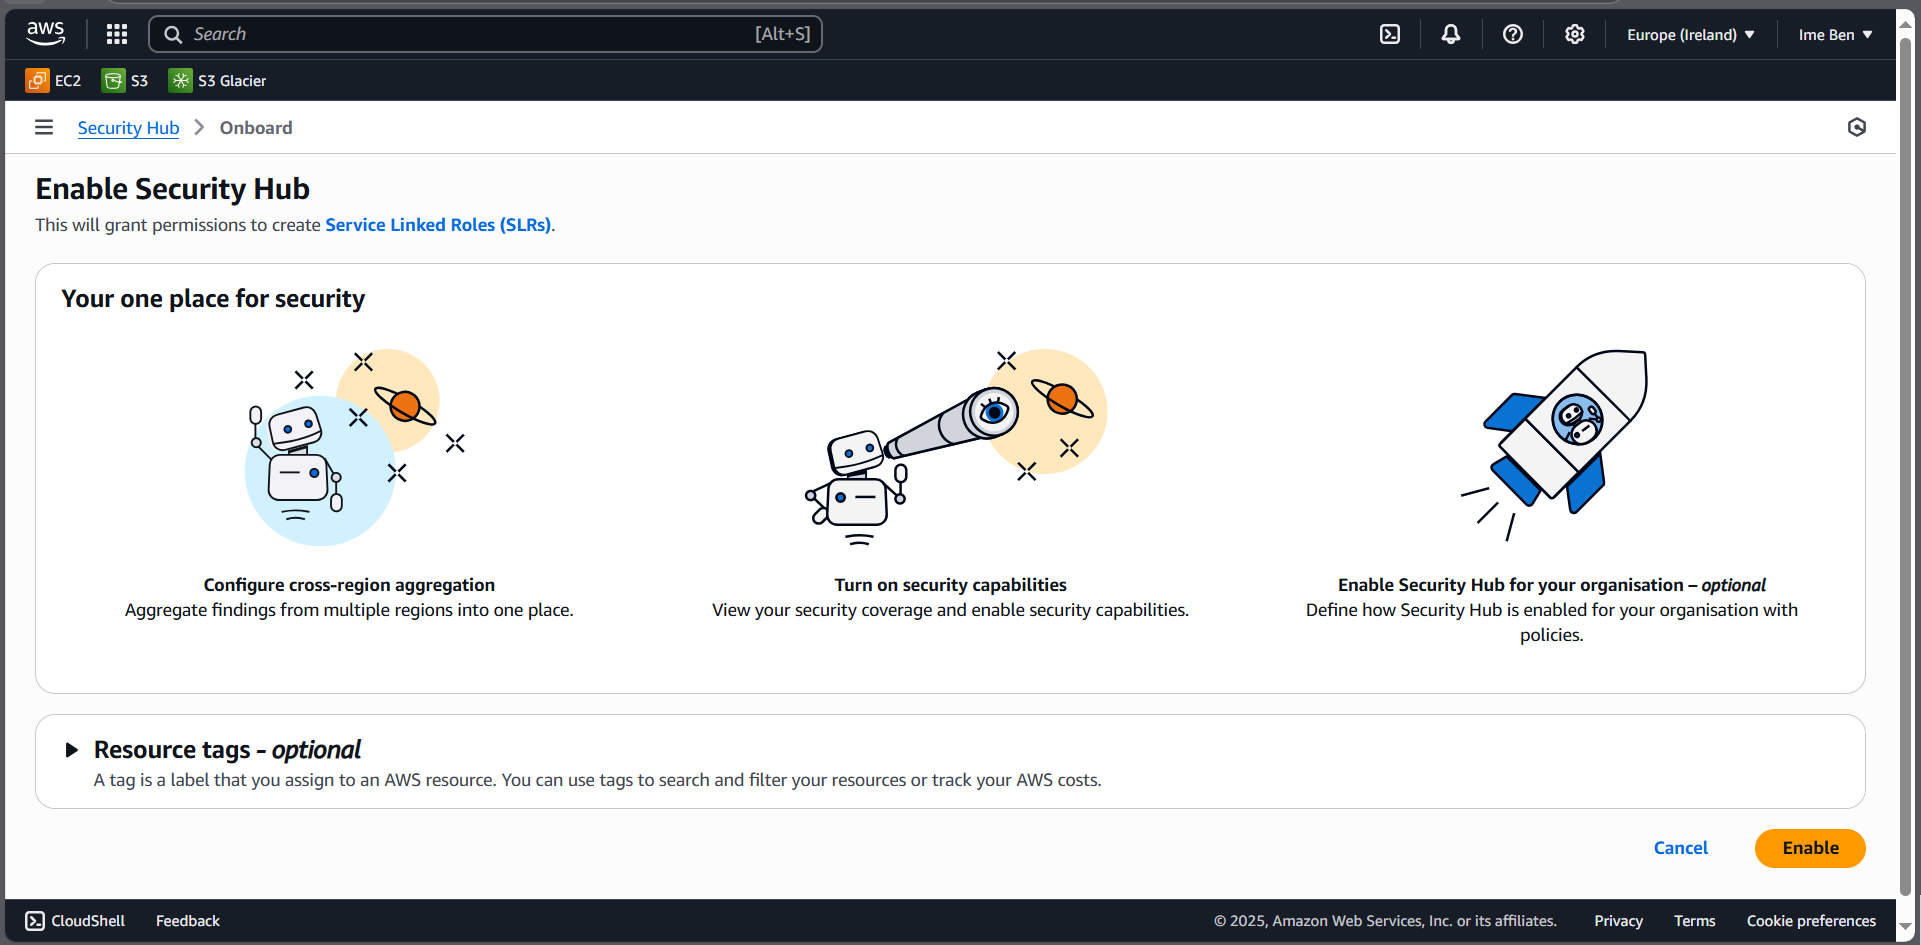 aws
Search [Alt+S]
Europe (Ireland) ▼
Ime Ben ▼
EC2
S3
S3 Glacier
Security Hub > Onboard
Enable Security Hub
This will grant permissions to create Service Linked Roles (SLRs).
Your one place for security
Configure cross-region aggregation
Aggregate findings from multiple regions into one place.
Turn on security capabilities
View your security coverage and enable security capabilities.
Enable Security Hub for your organisation – optional
Define how Security Hub is enabled for your organisation with
policies.
Resource tags - optional
A tag is a label that you assign to an AWS resource. You can use tags to search and filter your resources or track your AWS costs.
Cancel
Enable
CloudShell
Feedback
© 2025, Amazon Web Services, Inc. or its affiliates.
Privacy
Terms
Cookie preferences